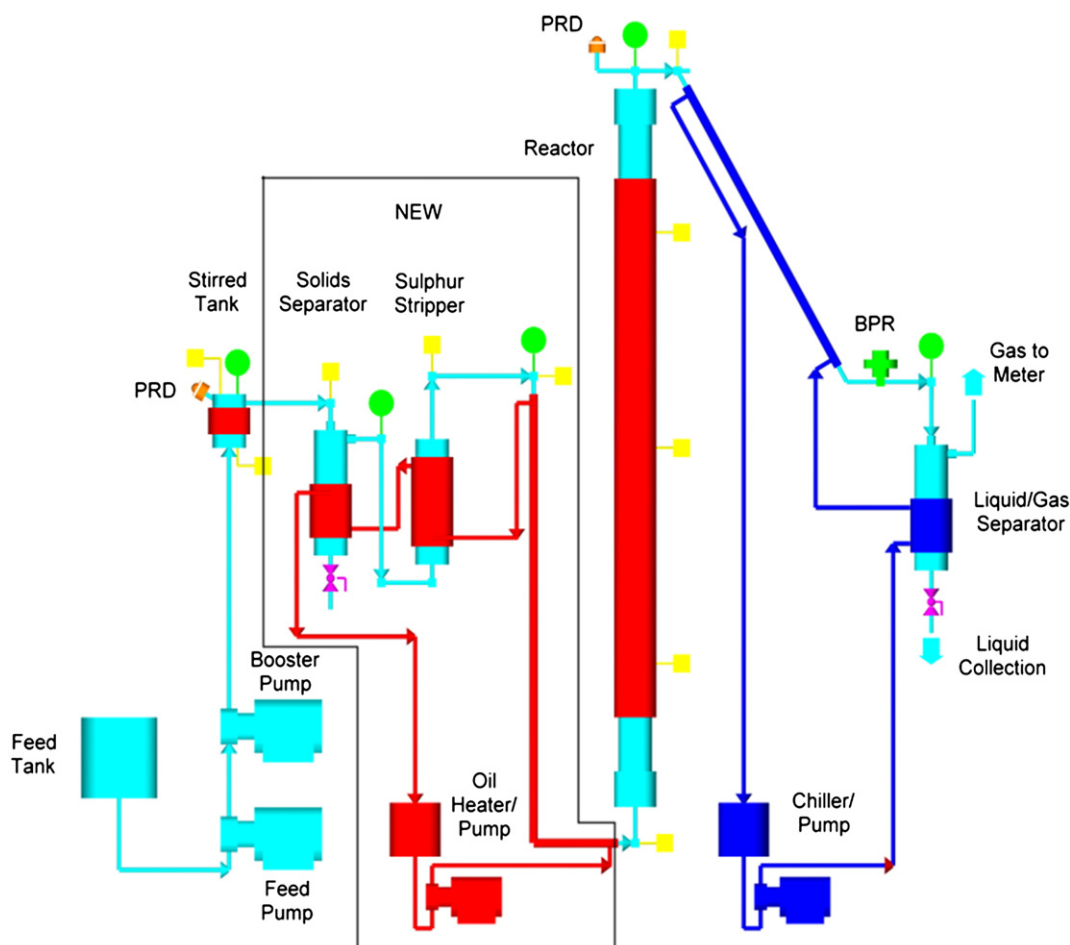 PRD
Reactor
NEW
Stirred
Tank
Solids
Separator
Sulphur
Stripper
BPR
Gas to
Meter
PRD
Liquid/Gas
Separator
Booster
Pump
Liquid
Collection
Feed
Tank
Oil
Heater/
Pump
Chiller/
Pump
Feed
Pump